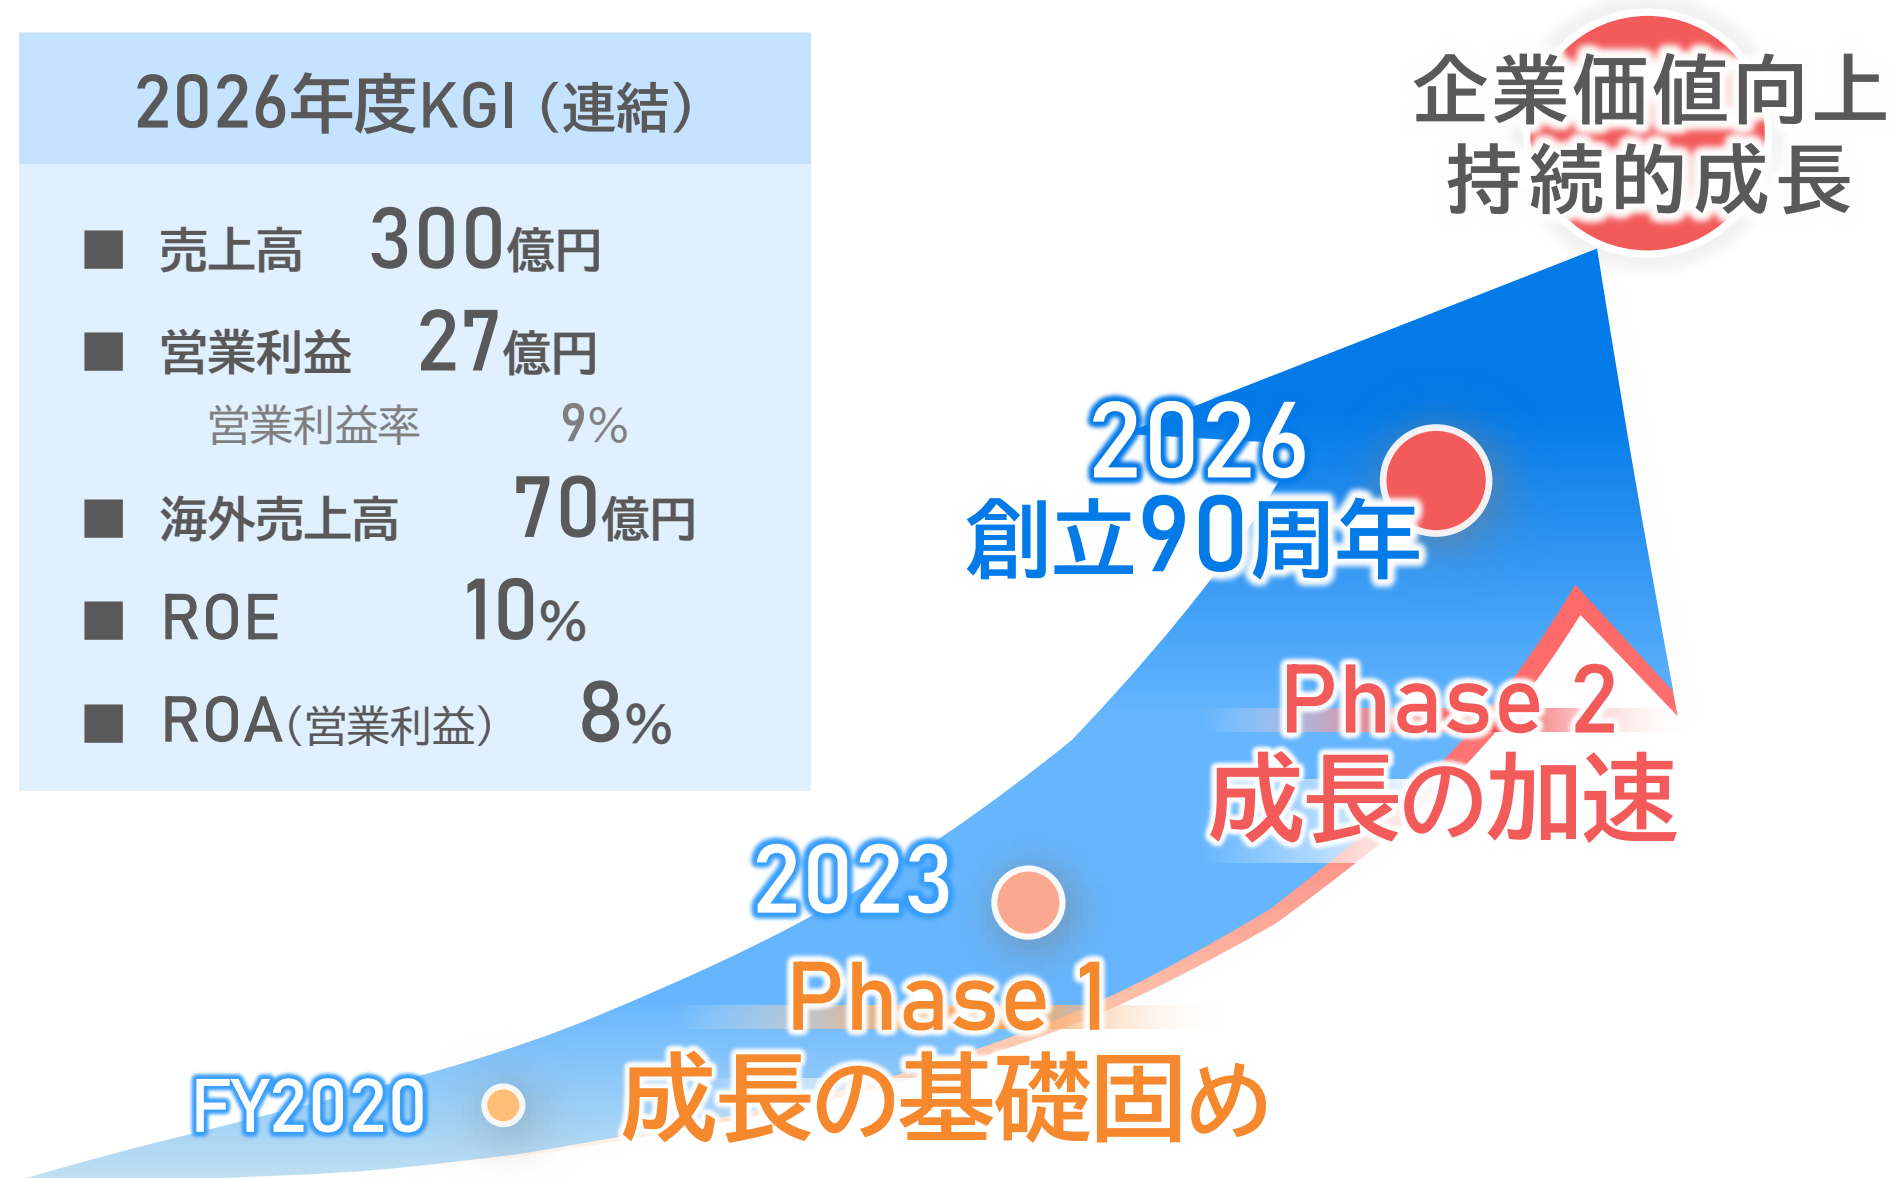 2026年度KGI（連結）
■ 売上高 300億円
■ 営業利益 27億円
営業利益率 9%
■ 海外売上高 70億円
■ ROE 10%
■ ROA（営業利益） 8%
企業価値向上
持続的成長
2026
創立90周年
Phase 2
成長の加速
2023
Phase 1
成長の基礎固め
FY2020